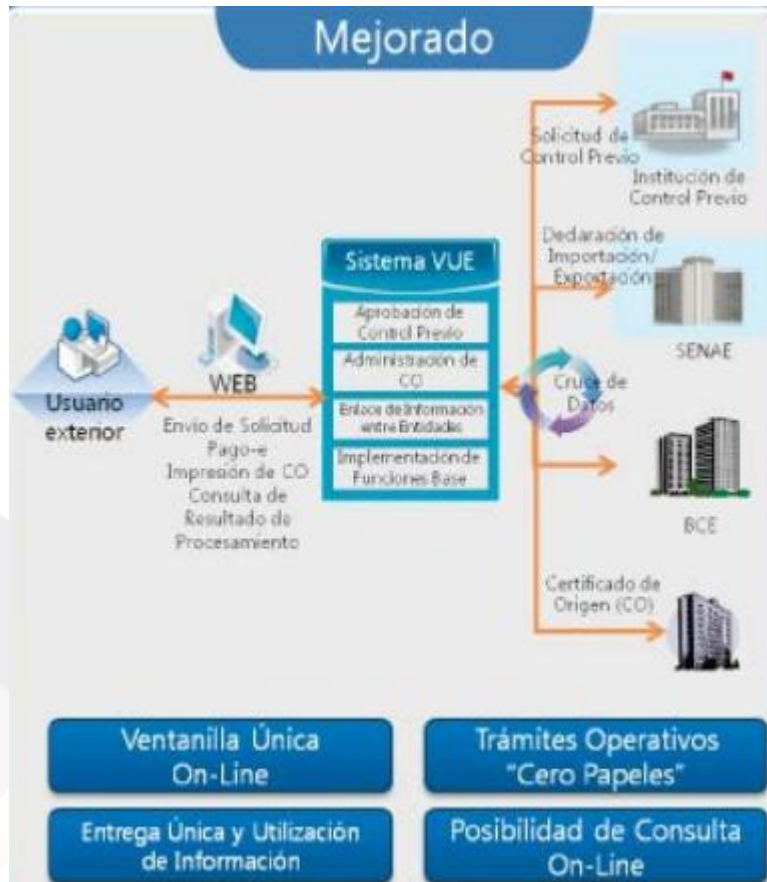 Mejorado
Solicitud de
Control Previo
Institución de
Control Previo
Declaración de
Importación/
Exportación
SENAE
Sistema VUE
Aprobación de
Control Previo
Administración de
CO
Enlace de Información
entre Entidades
Implementación de
Funciones Base
Usuario
exterior
WEB
Envío de Solicitud
Pago-e
Impresión de CO
Consulta de
Resultado de
Procesamiento
Cruce de
Datos
BCE
Certificado de
Origen (CO)
Ventanilla Única
On-Line
Trámites Operativos
"Cero Papeles"
Entrega Única y Utilización
de Información
Posibilidad de Consulta
On-Line